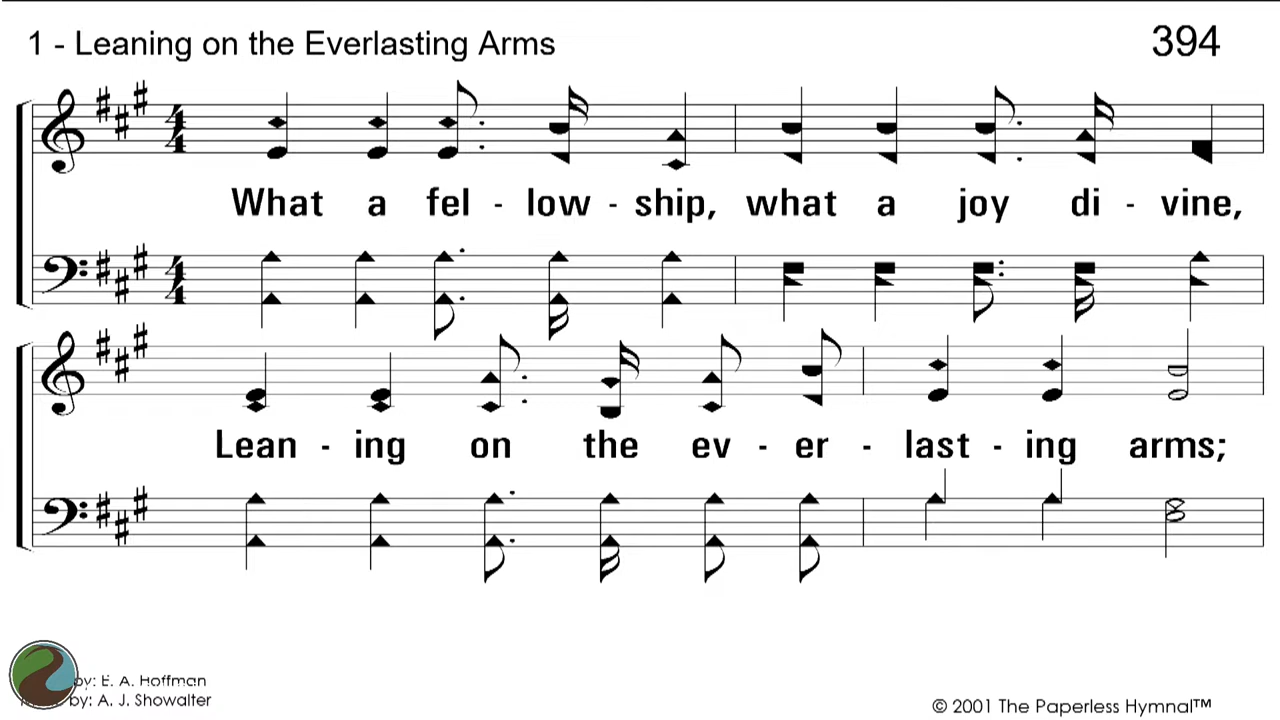 1 - Leaning on the Everlasting Arms
394
What a fel - low - ship, what a joy di - vine,
Lean - ing on the ev - er - last - ing arms;
by: E. A. Hoffman
by: A. J. Showalter
© 2001 The Paperless Hymnal™